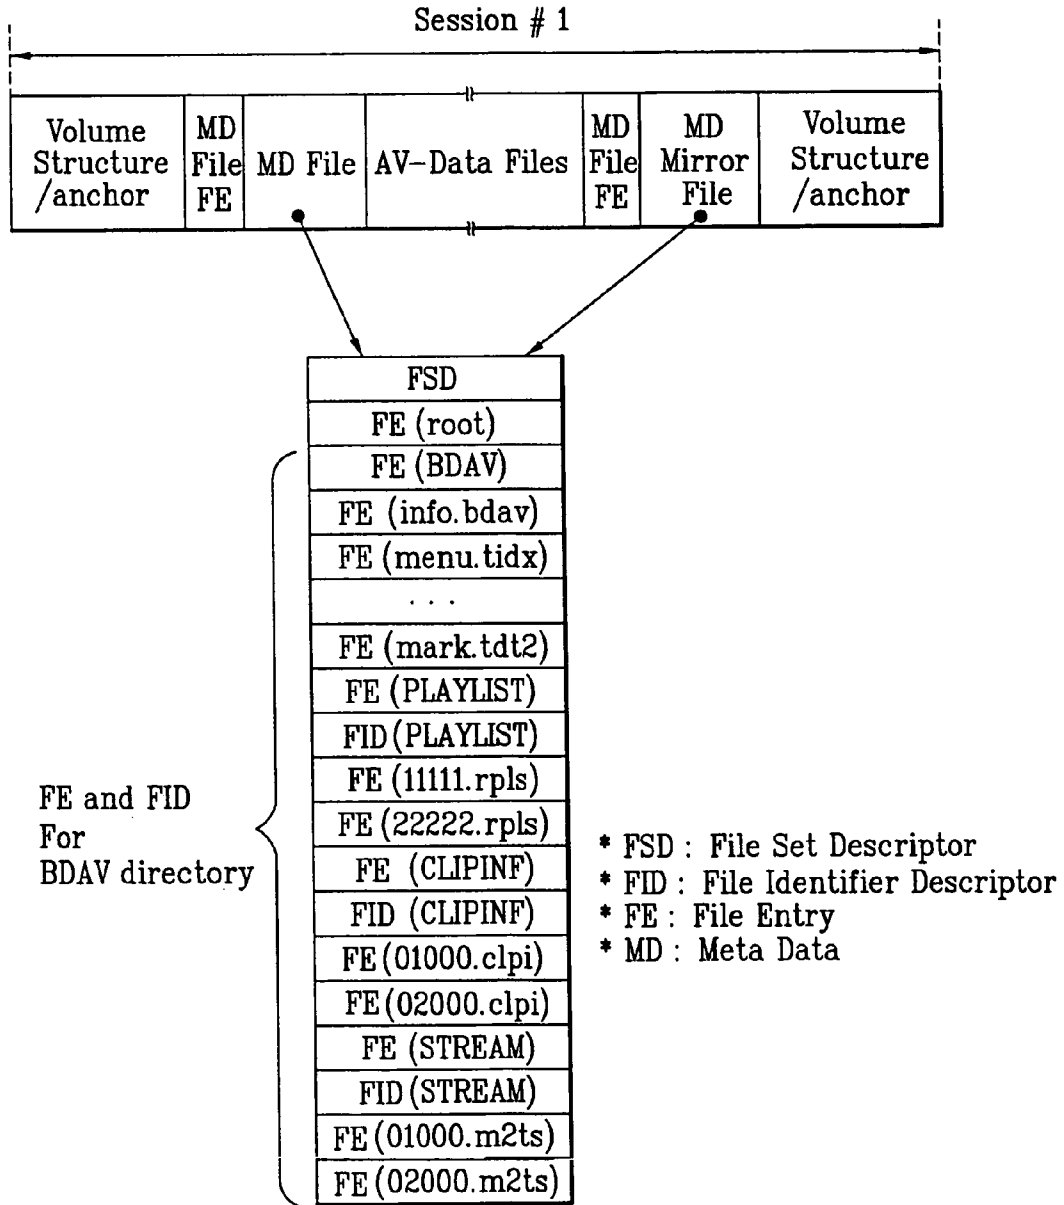 Session # 1
Volume
Structure
/anchor
MD
File
FE
MD File
AV-Data Files
MD
File
FE
MD
Mirror
File
Volume
Structure
/anchor
FSD
FE (root)
FE (BDAV)
FE (info.bdav)
FE (menu.tidx)
. . .
FE (mark.tdt2)
FE (PLAYLIST)
FID (PLAYLIST)
FE (11111.rpls)
FE (22222.rpls)
FE (CLIPINF)
FID (CLIPINF)
FE (01000.clpi)
FE (02000.clpi)
FE (STREAM)
FID (STREAM)
FE (01000.m2ts)
FE (02000.m2ts)
FE and FID
For
BDAV directory
* FSD : File Set Descriptor
* FID : File Identifier Descriptor
* FE : File Entry
* MD : Meta Data